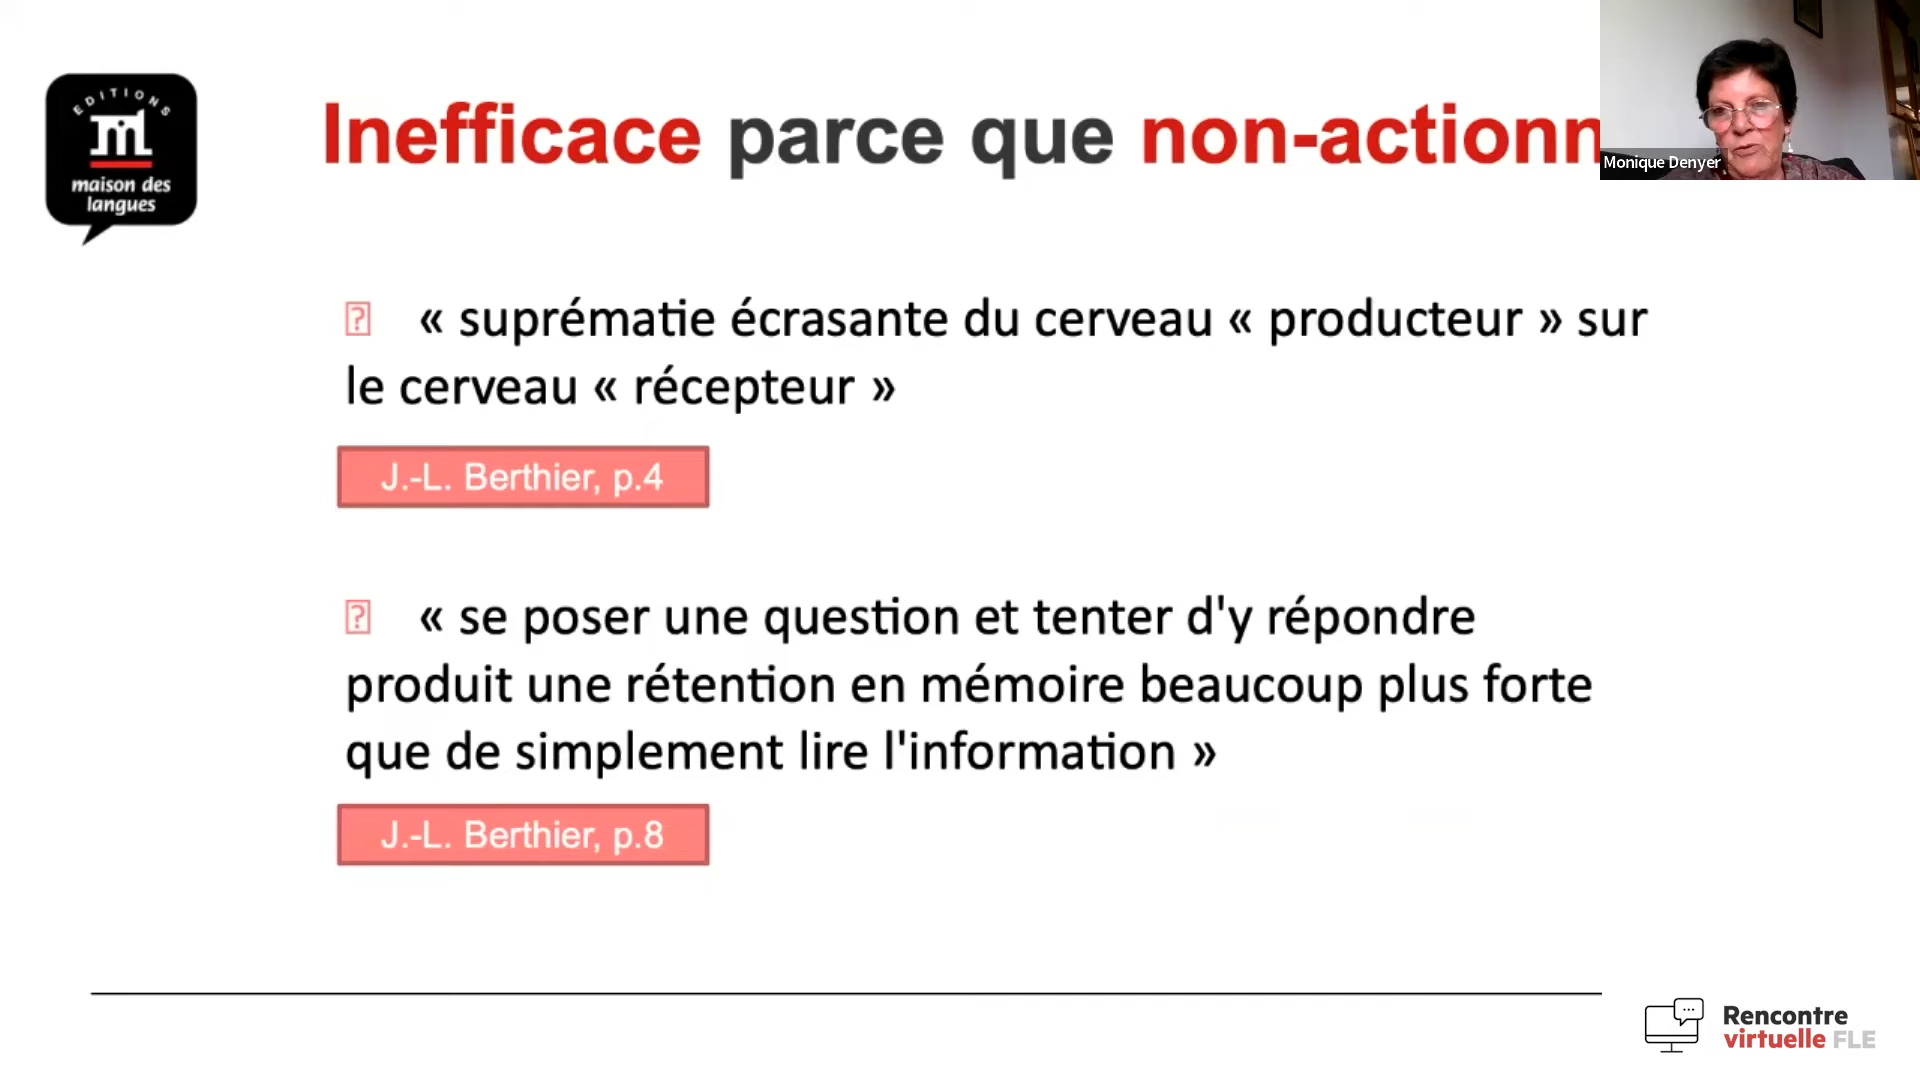 EDITIONS
maison des
langues
Inefficace parce que non-actionn
Monique Denyer
« suprématie écrasante du cerveau « producteur » sur
le cerveau « récepteur »
J.-L. Berthier, p.4
« se poser une question et tenter d'y répondre
produit une rétention en mémoire beaucoup plus forte
que de simplement lire l'information »
J.-L. Berthier, p.8
Rencontre
virtuelle FLE